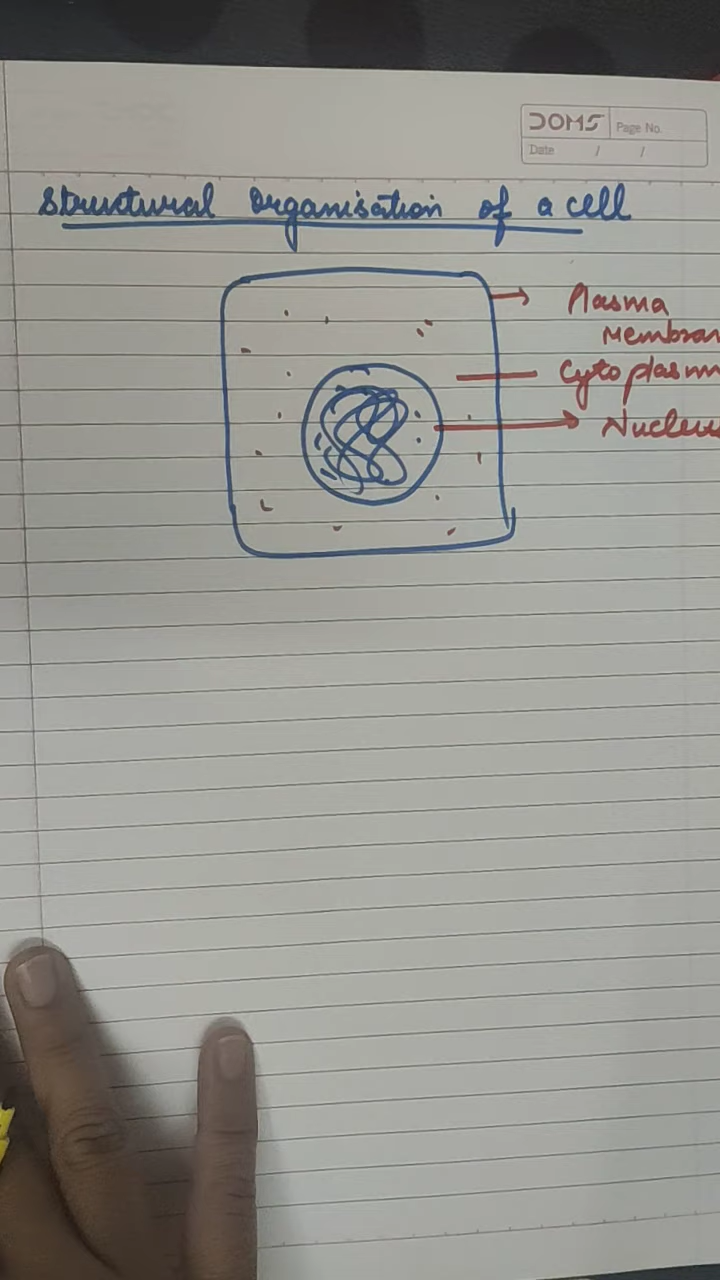 DOMS
Page No.
Date / /
Structural Organisation of a cell
Plasma
Membran
Cytoplasm
Nucleu